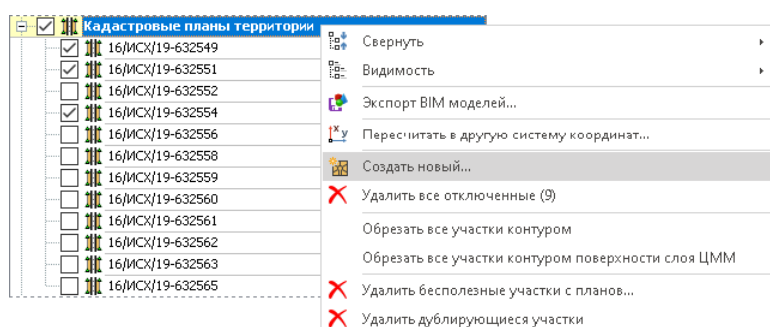 Кадастровые планы территории
16/ИСХ/19-632549
16/ИСХ/19-632551
16/ИСХ/19-632552
16/ИСХ/19-632554
16/ИСХ/19-632556
16/ИСХ/19-632558
16/ИСХ/19-632559
16/ИСХ/19-632560
16/ИСХ/19-632561
16/ИСХ/19-632562
16/ИСХ/19-632563
16/ИСХ/19-632565
Свернуть
Видимость
Экспорт BIM моделей...
Пересчитать в другую систему координат...
Создать новый...
Удалить все отключенные (9)
Обрезать все участки контуром
Обрезать все участки контуром поверхности слоя ЦММ
Удалить бесполезные участки с планов...
Удалить дублирующиеся участки